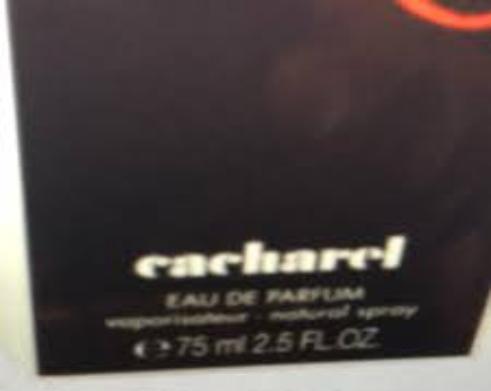 cacharel
EAU DE PARFUM
vaporisateur - natural spray
℮ 75 ml 2.5 FL.OZ